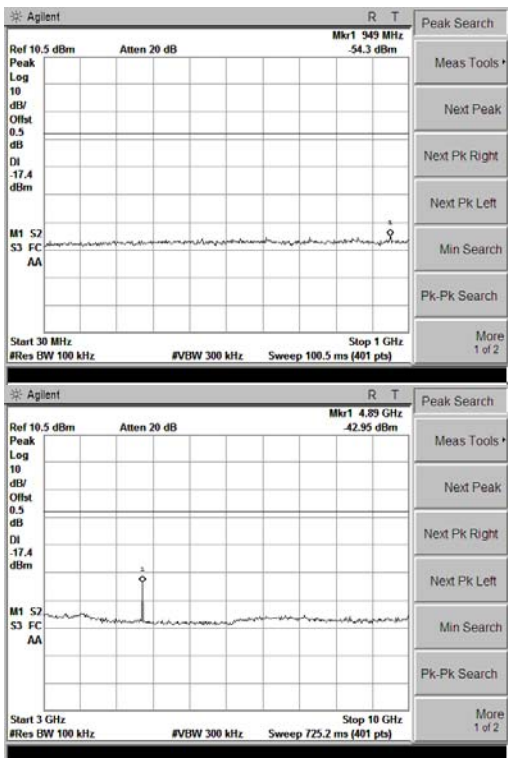 Agilent R T
Mkr1 949 MHz
Ref 10.5 dBm Atten 20 dB -54.3 dBm
Peak
Log
10
dB/
Offst
0.5
dB
DI
-17.4
dBm
M1 S2
S3 FC
AA
1
Start 30 MHz Stop 1 GHz
#Res BW 100 kHz #VBW 300 kHz Sweep 100.5 ms (401 pts)
Peak Search
Meas Tools
Next Peak
Next Pk Right
Next Pk Left
Min Search
Pk-Pk Search
More
1 of 2
Agilent R T
Mkr1 4.89 GHz
Ref 10.5 dBm Atten 20 dB -42.95 dBm
Peak
Log
10
dB/
Offst
0.5
dB
DI
-17.4
dBm
M1 S2
S3 FC
AA
1
Start 3 GHz Stop 10 GHz
#Res BW 100 kHz #VBW 300 kHz Sweep 725.2 ms (401 pts)
Peak Search
Meas Tools
Next Peak
Next Pk Right
Next Pk Left
Min Search
Pk-Pk Search
More
1 of 2